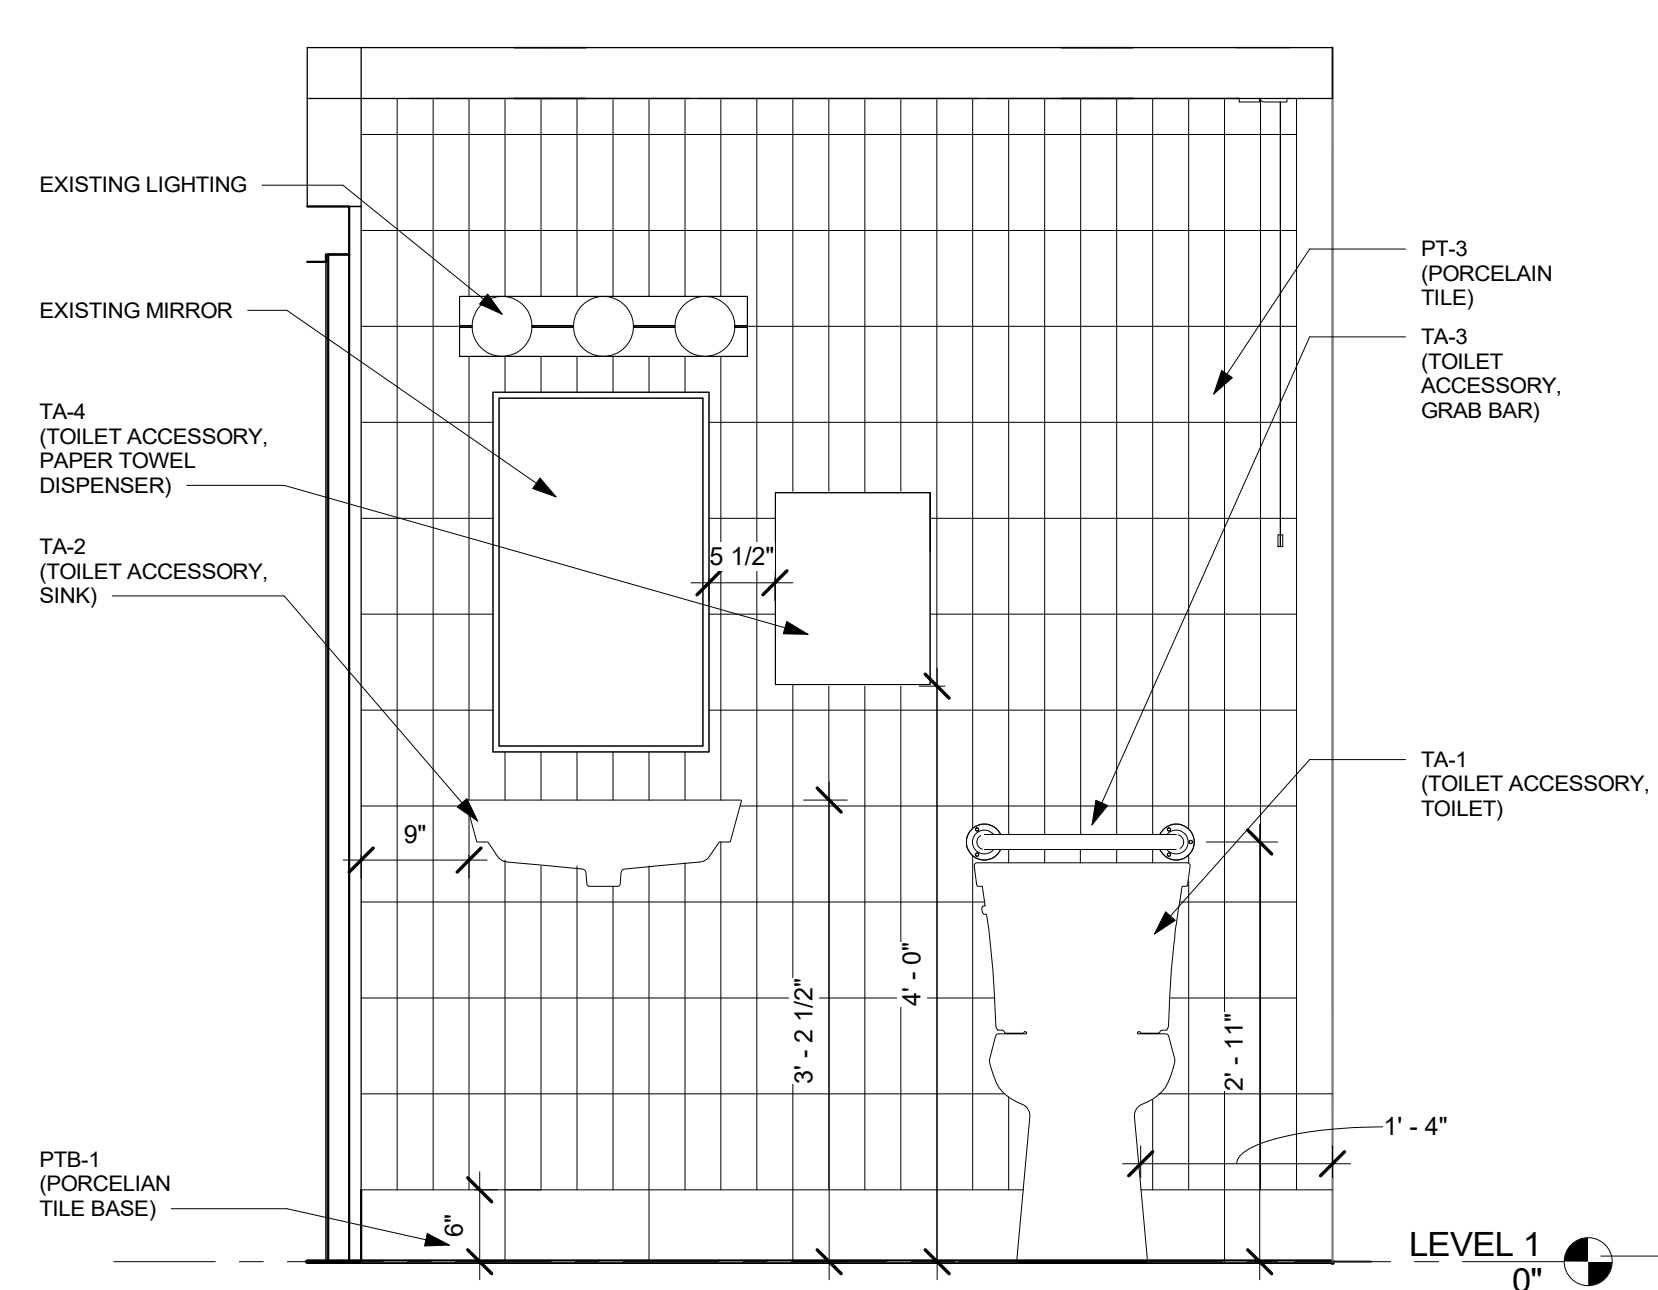 EXISTING LIGHTING
EXISTING MIRROR
TA-4
(TOILET ACCESSORY,
PAPER TOWEL
DISPENSER)
TA-2
(TOILET ACCESSORY,
SINK)
PTB-1
(PORCELIAN
TILE BASE)
5 1/2"
9"
3' - 2 1/2"
4' - 0"
2' - 11"
1' - 4"
6"
PT-3
(PORCELAIN
TILE)
TA-3
(TOILET
ACCESSORY,
GRAB BAR)
TA-1
(TOILET ACCESSORY,
TOILET)
LEVEL 1
0"